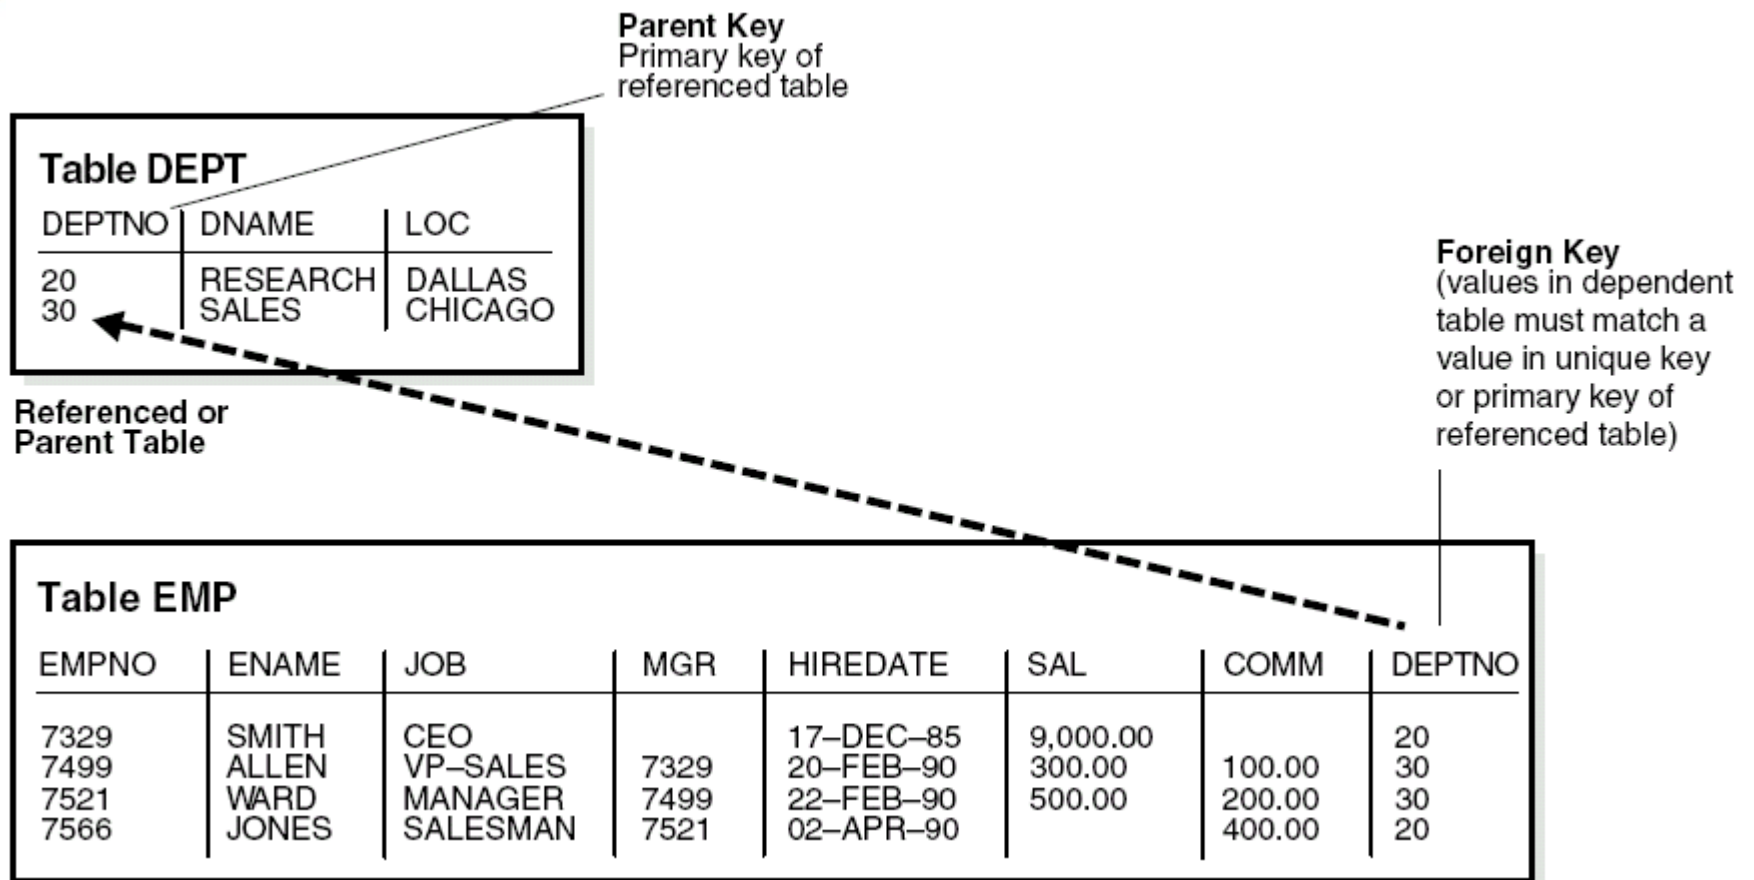 Parent Key
Primary key of
referenced table
Table DEPT
DEPTNO DNAME LOC
20 RESEARCH DALLAS
30 SALES CHICAGO
Referenced or
Parent Table
Foreign Key
(values in dependent
table must match a
value in unique key
or primary key of
referenced table)
Table EMP
EMPNO ENAME JOB MGR HIREDATE SAL COMM DEPTNO
7329 SMITH CEO 17–DEC–85 9,000.00 20
7499 ALLEN VP–SALES 7329 20–FEB–90 300.00 100.00 30
7521 WARD MANAGER 7499 22–FEB–90 500.00 200.00 30
7566 JONES SALESMAN 7521 02–APR–90 400.00 20